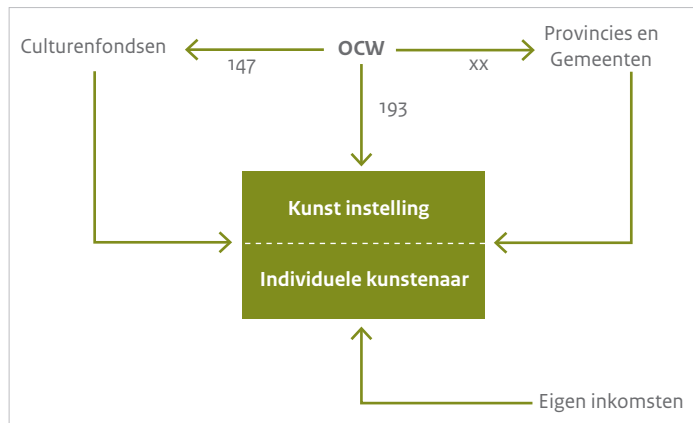 Culturenfondsen
OCW
Provincies en
Gemeenten
147
xx
193
Kunst instelling
Individuele kunstenaar
Eigen inkomsten